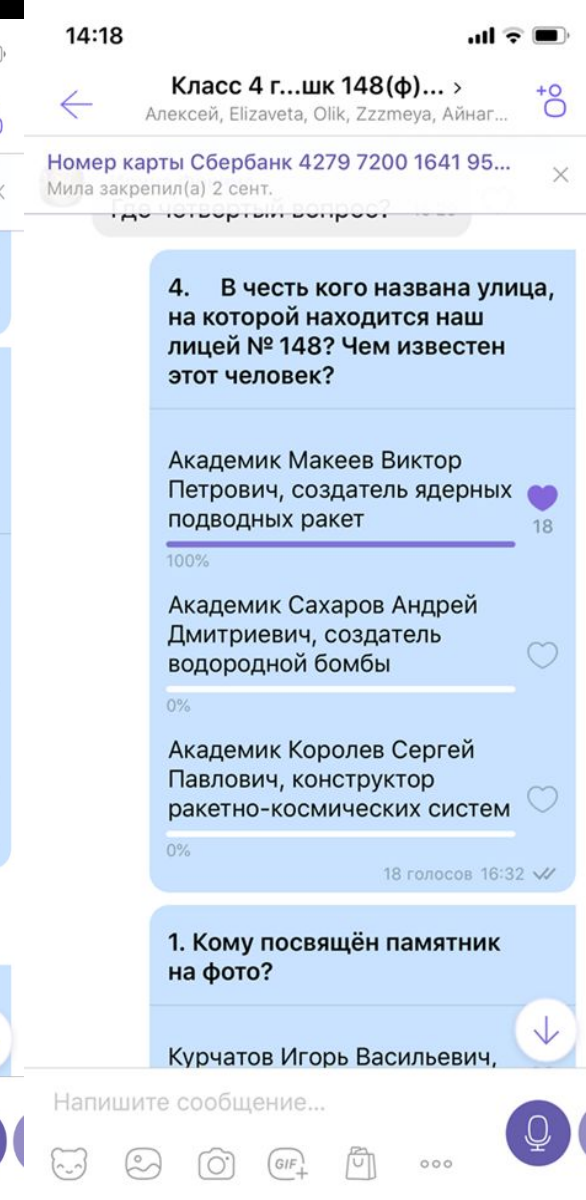 14:18
Класс 4 г...шк 148(ф)... >
Алексей, Elizaveta, Olik, Zzzmeya, Айнаг...
Номер карты Сбербанк 4279 7200 1641 95...
Мила закрепил(а) 2 сент.
Где четвертый вопрос?
4. В честь кого названа улица,
на которой находится наш
лицей № 148? Чем известен
этот человек?
Академик Макеев Виктор
Петрович, создатель ядерных
подводных ракет
18
100%
Академик Сахаров Андрей
Дмитриевич, создатель
водородной бомбы
0%
Академик Королев Сергей
Павлович, конструктор
ракетно-космических систем
0%
18 голосов 16:32
1. Кому посвящён памятник
на фото?
Курчатов Игорь Васильевич,
Напишите сообщение...
GIF